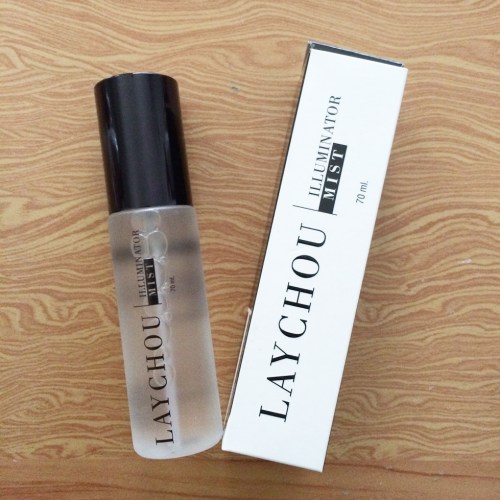 LAYCHOU
ILLUMINATOR
MIST
70 ml.
LAYCHOU
ILLUMINATOR
MIST
70 ml.